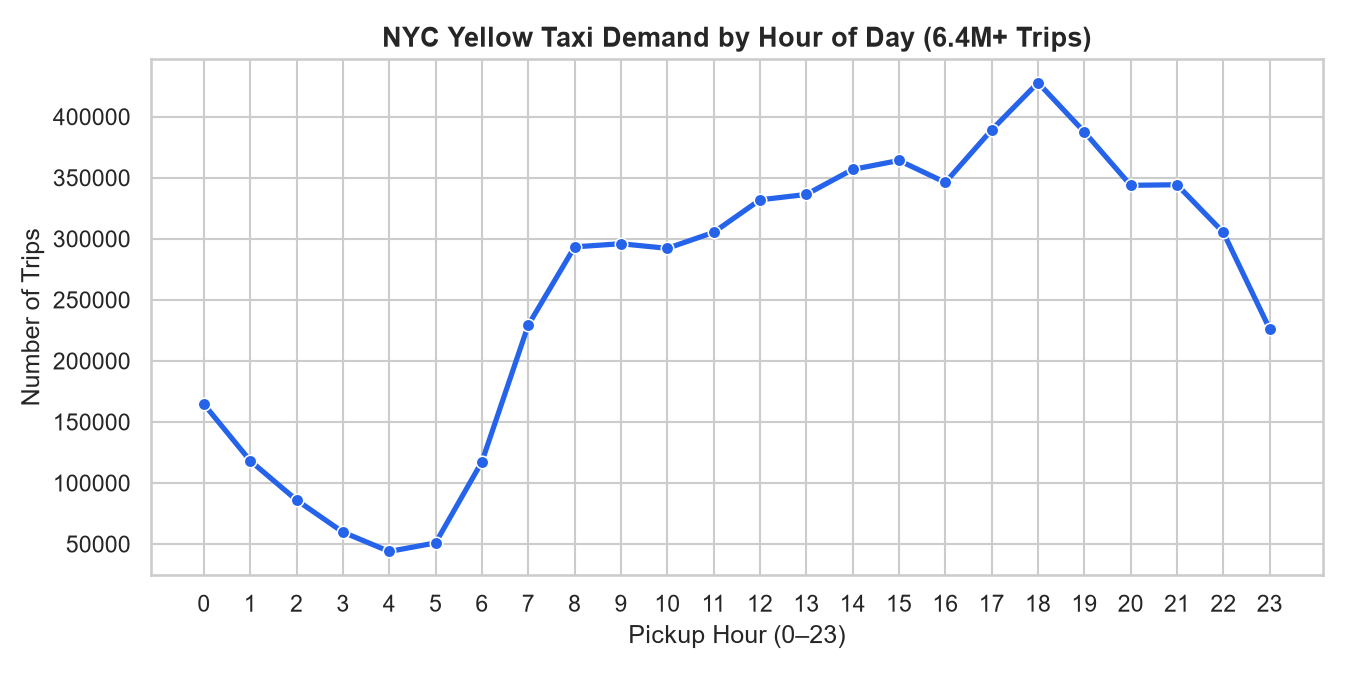 NYC Yellow Taxi Demand by Hour of Day (6.4M+ Trips)
Number of Trips
400000
350000
300000
250000
200000
150000
100000
50000
0 1 2 3 4 5 6 7 8 9 10 11 12 13 14 15 16 17 18 19 20 21 22 23
Pickup Hour (0–23)